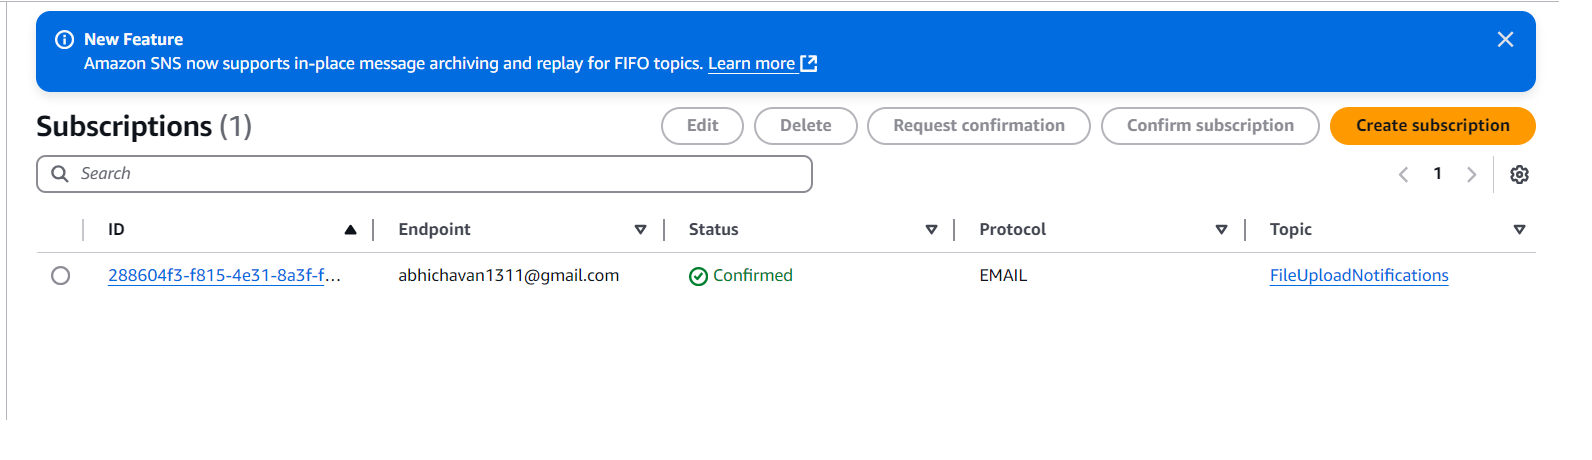 New Feature
Amazon SNS now supports in-place message archiving and replay for FIFO topics. Learn more
Subscriptions (1)
Edit
Delete
Request confirmation
Confirm subscription
Create subscription
Search
1
ID
Endpoint
Status
Protocol
Topic
288604f3-f815-4e31-8a3f-f...
abhichavan1311@gmail.com
Confirmed
EMAIL
FileUploadNotifications